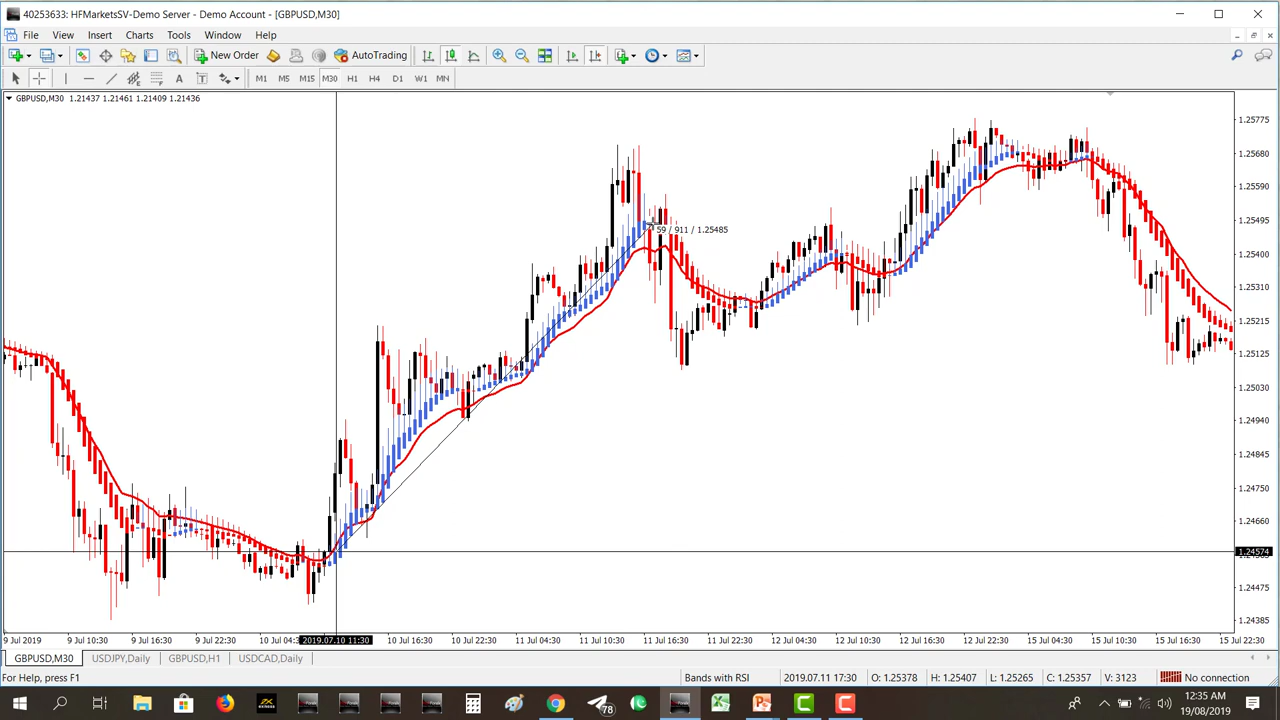 40253633: HFMarketsSV-Demo Server - Demo Account - [GBPUSD,M30]
File View Insert Charts Tools Window Help
New Order AutoTrading
A T M1 M5 M15 M30 H1 H4 D1 W1 MN
GBPUSD,M30 1.21437 1.21461 1.21409 1.21436
1.25775
1.25680
1.25590
1.25495
59 / 911 / 1.25485
1.25400
1.25310
1.25215
1.25125
1.25030
1.24940
1.24845
1.24750
1.24660
1.24574
1.24475
1.24385
9 Jul 2019 9 Jul 10:30 9 Jul 16:30 9 Jul 22:30 10 Jul 04:3 2019.07.10 11:30 10 Jul 16:30 10 Jul 22:30 11 Jul 04:30 11 Jul 10:30 11 Jul 16:30 11 Jul 22:30 12 Jul 04:30 12 Jul 10:30 12 Jul 16:30 12 Jul 22:30 15 Jul 04:30 15 Jul 10:30 15 Jul 16:30 15 Jul 22:30
GBPUSD,M30 USDJPY,Daily GBPUSD,H1 USDCAD,Daily
For Help, press F1 Bands with RSI 2019.07.11 17:30 O: 1.25378 H: 1.25407 L: 1.25265 C: 1.25357 V: 3123 No connection
78
12:35 AM
19/08/2019